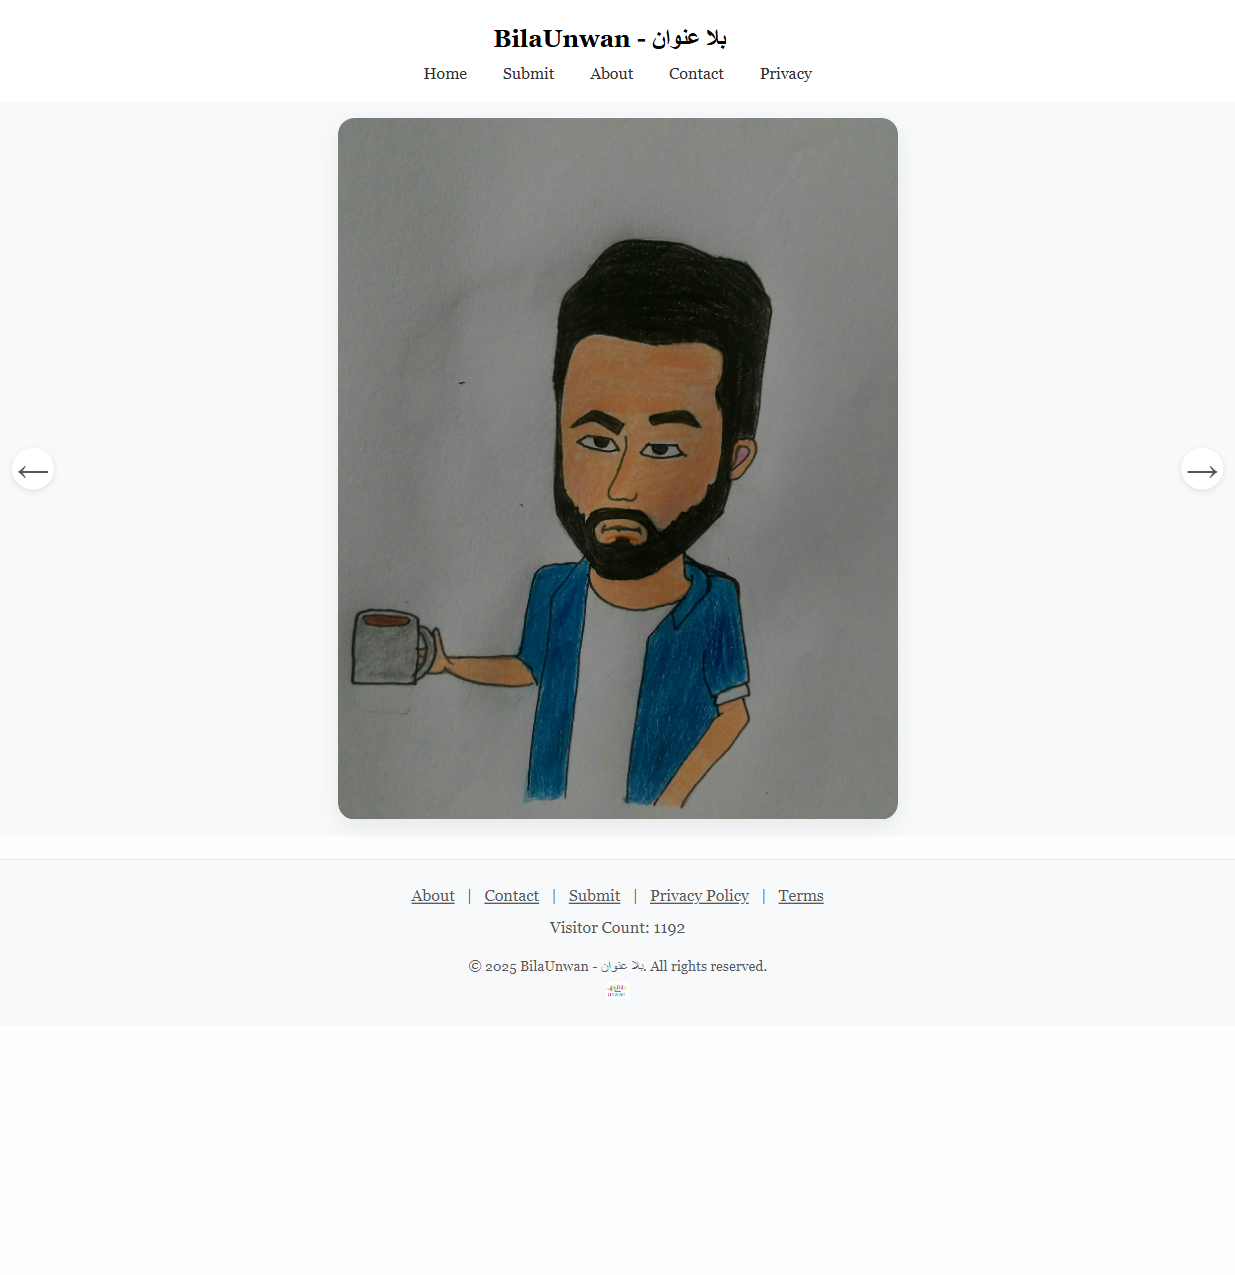 BilaUnwan - بلا عنوان
Home Submit About Contact Privacy
←
→
About | Contact | Submit | Privacy Policy | Terms
Visitor Count: 1192
© 2025 BilaUnwan - بلا عنوان. All rights reserved.